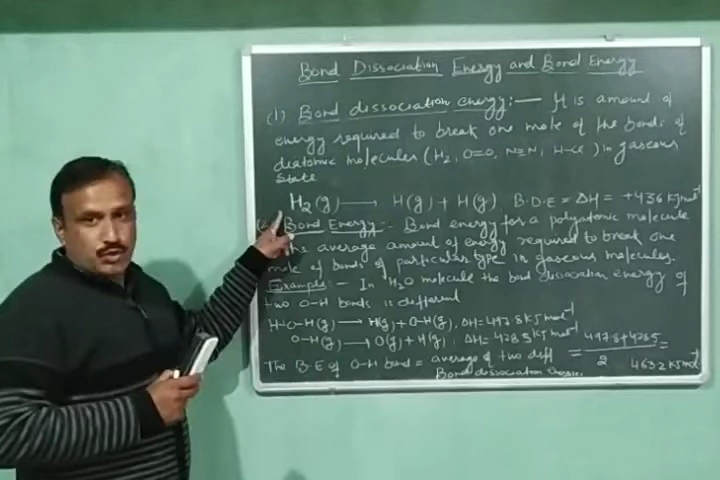 Bond Dissociation Energy and Bond Energy
(1) Bond dissociation energy:— It is amount of
energy required to break one mole of the bonds of
diatomic molecules (H2, O=O, N≡N, H-Cl) in gaseous
state
H2(g) ⟶ H(g) + H(g) B.D.E = ΔH = +436 KJ mol⁻¹
Bond Energy:- Bond energy for a polyatomic molecule
the average amount of energy required to break one
mole of bonds of particular type in gaseous molecules.
Example:- In H2O molecule the bond dissociation energy of
two O-H bonds is different
H-O-H(g) ⟶ H(g) + O-H(g), ΔH = 497.8 KJ mol⁻¹
O-H(g) ⟶ O(g) + H(g), ΔH = 428.5 KJ mol⁻¹
The B.E of O-H bond = average of two diff = 497.8+428.5 / 2 = 463.2 KJ mol⁻¹
Bond dissociation